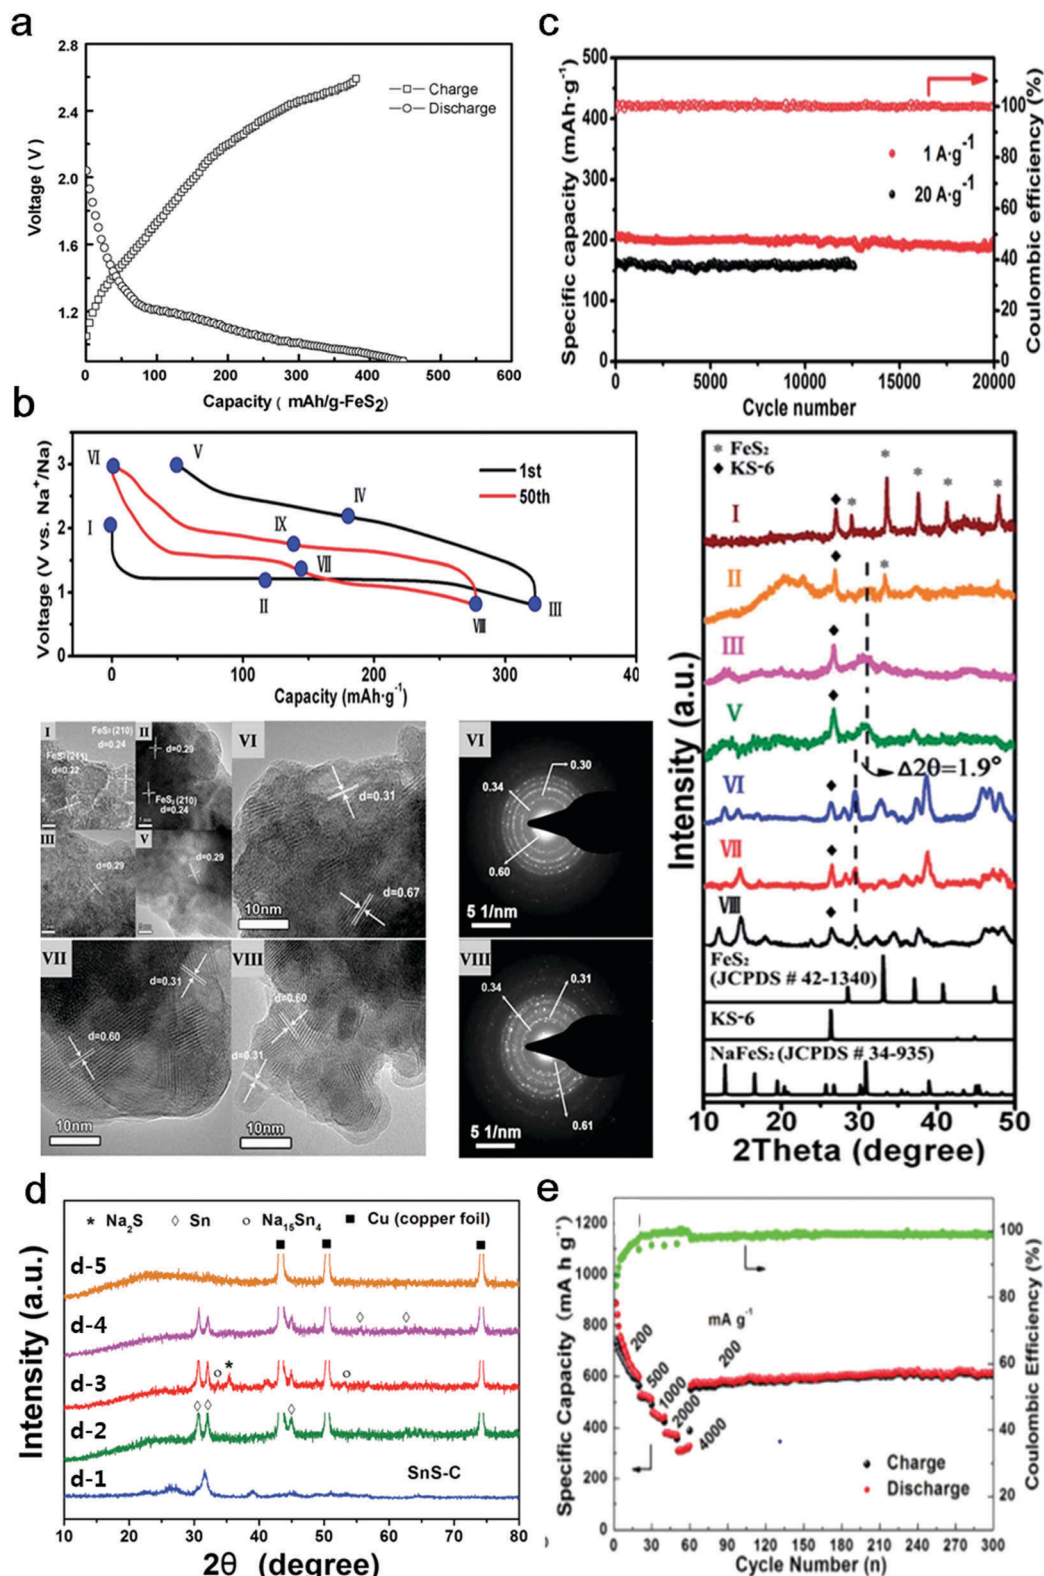 a
2.8
2.4
2.0
1.6
1.2
Voltage ( V )
Charge
Discharge
0
100
200
300
400
500
600
Capacity ( mAh/g-FeS2)
c
500
450
400
350
300
250
200
150
100
50
0
Specific capacity (mAh·g-1)
1 A·g-1
20 A·g-1
100
80
60
40
20
0
Coulombic efficiency (%)
0
5000
10000
15000
20000
Cycle number
b
3
2
1
0
Voltage (V vs. Na+/Na)
VI
V
I
IV
IX
VII
II
VIII
III
1st
50th
0
100
200
300
40
Capacity (mAh·g-1)
I
FeS2 (210)
d=0.24
FeS2 (211)
d=0.22
II
d=0.29
FeS2 (210)
d=0.24
III
d=0.29
V
d=0.29
VI
d=0.31
d=0.67
10nm
VII
d=0.31
d=0.60
10nm
VIII
d=0.60
d=0.31
10nm
VI
0.30
0.34
0.60
5 1/nm
VIII
0.31
0.34
0.61
5 1/nm
FeS2
KS-6
I
II
III
V
Δ2θ=1.9°
VI
VII
VIII
FeS2
(JCPDS # 42-1340)
KS-6
NaFeS2 (JCPDS # 34-935)
Intensity (a.u.)
10
20
30
40
50
2Theta (degree)
d
* Na2S
◇ Sn
o Na15Sn4
■ Cu (copper foil)
d-5
d-4
d-3
d-2
d-1
SnS-C
Intensity (a.u.)
10
20
30
40
50
60
70
80
2θ (degree)
e
1200
1000
800
600
400
200
0
Specific Capacity (mA h g-1)
200
500
1000
2000
4000
mA g-1
200
Charge
Discharge
100
80
60
40
20
Coulombic Efficiency (%)
0
30
60
90
120
150
180
210
240
270
300
Cycle Number (n)